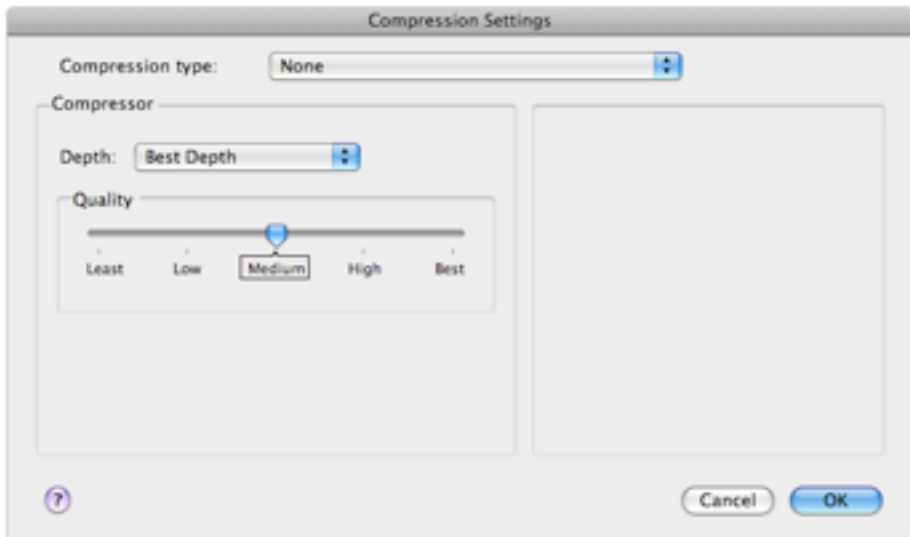 Compression Settings
Compression type: None
Compressor
Depth: Best Depth
Quality
Least Low Medium High Best
? Cancel OK